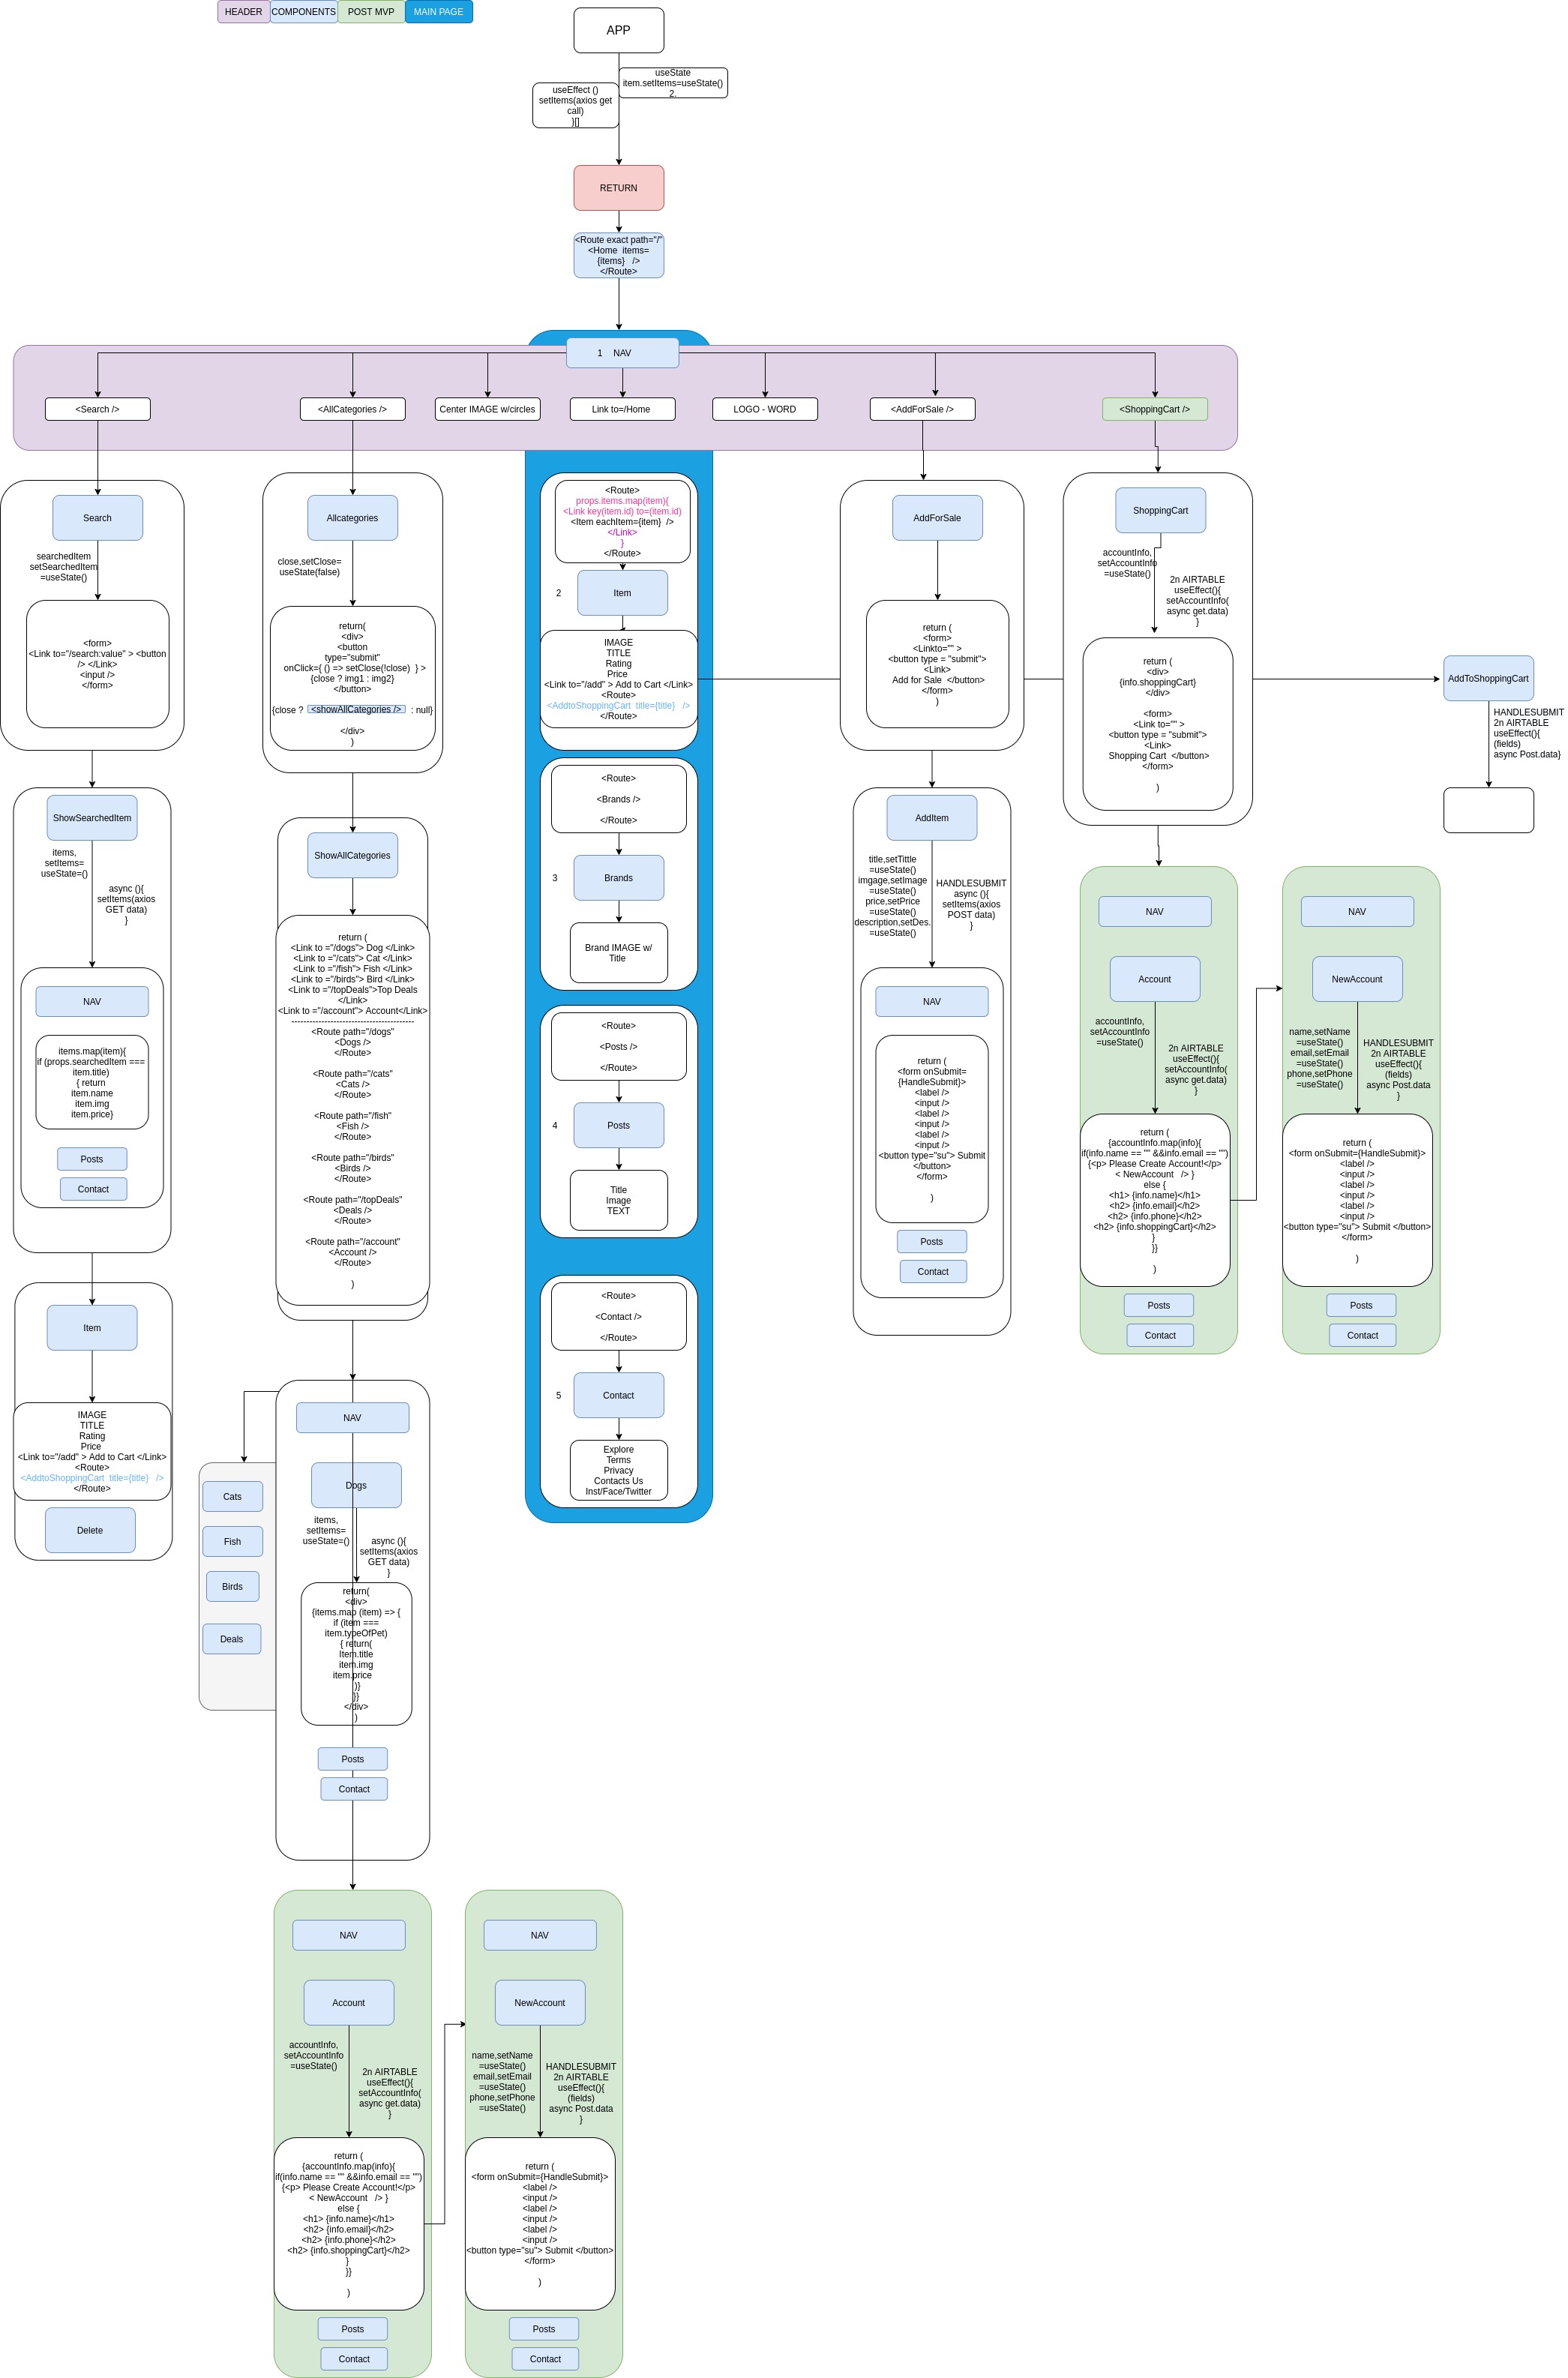 HEADER
COMPONENTS
POST MVP
MAIN PAGE
APP
useState
item.setItems=useState()
2.
useEffect ()
setItems(axios get
call)
}[]
RETURN
<Route exact path="/"
<Home  items=
{items}   />
</Route>
1    NAV
<Search />
<AllCategories />
Center IMAGE w/circles
Link to=/Home
LOGO - WORD
<AddForSale />
<ShoppingCart />
Search
searchedItem
setSearchedItem
=useState()
<form>
<Link to="/search:value" > <button
/> </Link>
<input />
</form>
ShowSearchedItem
items,
setItems=
useState=()
async (){
setItems(axios
GET data)
}
NAV
items.map(item){
if (props.searchedItem ===
item.title)
{ return
item.name
item.img
item.price}
Posts
Contact
Item
IMAGE
TITLE
Rating
Price
<Link to="/add" > Add to Cart </Link>
<Route>
<AddtoShoppingCart  title={title}   />
</Route>
Delete
Allcategories
close,setClose=
useState(false)
return(
<div>
<button
type="submit"
onClick={ () => setClose(!close)  } >
{close ? img1 : img2}
</button>
{close ?  <showAllCategories />  : null}
</div>
)
ShowAllCategories
return (
<Link to ="/dogs"> Dog </Link>
<Link to ="/cats"> Cat </Link>
<Link to ="/fish"> Fish </Link>
<Link to ="/birds"> Bird </Link>
<Link to ="/topDeals">Top Deals
</Link>
<Link to ="/account"> Account</Link>
-----------------------------------------
<Route path="/dogs"
<Dogs />
</Route>
<Route path="/cats"
<Cats />
</Route>
<Route path="/fish"
<Fish />
</Route>
<Route path="/birds"
<Birds />
</Route>
<Route path="/topDeals"
<Deals />
</Route>
<Route path="/account"
<Account />
</Route>
)
Cats
Fish
Birds
Deals
NAV
Dogs
items,
setItems=
useState=()
async (){
setItems(axios
GET data)
}
return(
<div>
{items.map (item) => {
if (item ===
item.typeOfPet)
{ return(
Item.title
item.img
item.price
)}
}}
</div>
)
Posts
Contact
NAV
Account
accountInfo,
setAccountInfo
=useState()
2n AIRTABLE
useEffect(){
setAccountInfo(
async get.data)
}
return (
{accountInfo.map(info){
if(info.name == "" &&info.email == "")
{<p> Please Create Account!</p>
< NewAccount   /> }
else {
<h1> {info.name}</h1>
<h2> {info.email}</h2>
<h2> {info.phone}</h2>
<h2> {info.shoppingCart}</h2>
}
}}
)
Posts
Contact
NAV
NewAccount
name,setName
=useState()
email,setEmail
=useState()
phone,setPhone
=useState()
HANDLESUBMIT
2n AIRTABLE
useEffect(){
(fields)
async Post.data
}
return (
<form onSubmit={HandleSubmit}>
<label />
<input />
<label />
<input />
<label />
<input />
<button type="su"> Submit </button>
</form>
)
Posts
Contact
<Route>
props.items.map(item){
<Link key(item.id) to=(item.id)
<Item eachItem={item}  />
</Link>
}
</Route>
2
Item
IMAGE
TITLE
Rating
Price
<Link to="/add" > Add to Cart </Link>
<Route>
<AddtoShoppingCart  title={title}   />
</Route>
<Route>
<Brands />
</Route>
3
Brands
Brand IMAGE w/
Title
<Route>
<Posts />
</Route>
4
Posts
Title
Image
TEXT
<Route>
<Contact />
</Route>
5
Contact
Explore
Terms
Privacy
Contacts Us
Inst/Face/Twitter
AddForSale
return (
<form>
<Linkto="" >
<button type = "submit">
<Link>
Add for Sale  </button>
</form>
)
AddItem
title,setTittle
=useState()
imgage,setImage
=useState()
price,setPrice
=useState()
description,setDes.
=useState()
HANDLESUBMIT
async (){
setItems(axios
POST data)
}
NAV
return (
<form onSubmit=
{HandleSubmit}>
<label />
<input />
<label />
<input />
<label />
<input />
<button type="su"> Submit
</button>
</form>
)
Posts
Contact
ShoppingCart
accountInfo,
setAccountInfo
=useState()
2n AIRTABLE
useEffect(){
setAccountInfo(
async get.data)
}
return (
<div>
{info.shoppingCart}
</div>
<form>
<Link to="" >
<button type = "submit">
<Link>
Shopping Cart  </button>
</form>
)
NAV
Account
accountInfo,
setAccountInfo
=useState()
2n AIRTABLE
useEffect(){
setAccountInfo(
async get.data)
}
return (
{accountInfo.map(info){
if(info.name == "" &&info.email == "")
{<p> Please Create Account!</p>
< NewAccount   /> }
else {
<h1> {info.name}</h1>
<h2> {info.email}</h2>
<h2> {info.phone}</h2>
<h2> {info.shoppingCart}</h2>
}
}}
)
Posts
Contact
NAV
NewAccount
name,setName
=useState()
email,setEmail
=useState()
phone,setPhone
=useState()
HANDLESUBMIT
2n AIRTABLE
useEffect(){
(fields)
async Post.data
}
return (
<form onSubmit={HandleSubmit}>
<label />
<input />
<label />
<input />
<label />
<input />
<button type="su"> Submit </button>
</form>
)
Posts
Contact
AddToShoppingCart
HANDLESUBMIT
2n AIRTABLE
useEffect(){
(fields)
async Post.data}